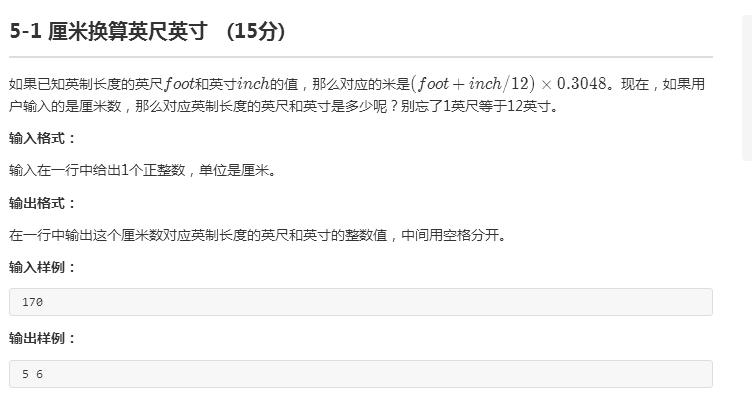 5-1 厘米换算英尺英寸 (15分)
如果已知英制长度的英尺foot和英寸inch的值，那么对应的米是(foot + inch/12) × 0.3048。现在，如果用
户输入的是厘米数，那么对应英制长度的英尺和英寸是多少呢？别忘了1英尺等于12英寸。
输入格式：
输入在一行中给出1个正整数，单位是厘米。
输出格式：
在一行中输出这个厘米数对应英制长度的英尺和英寸的整数值，中间用空格分开。
输入样例：
170
输出样例：
5 6